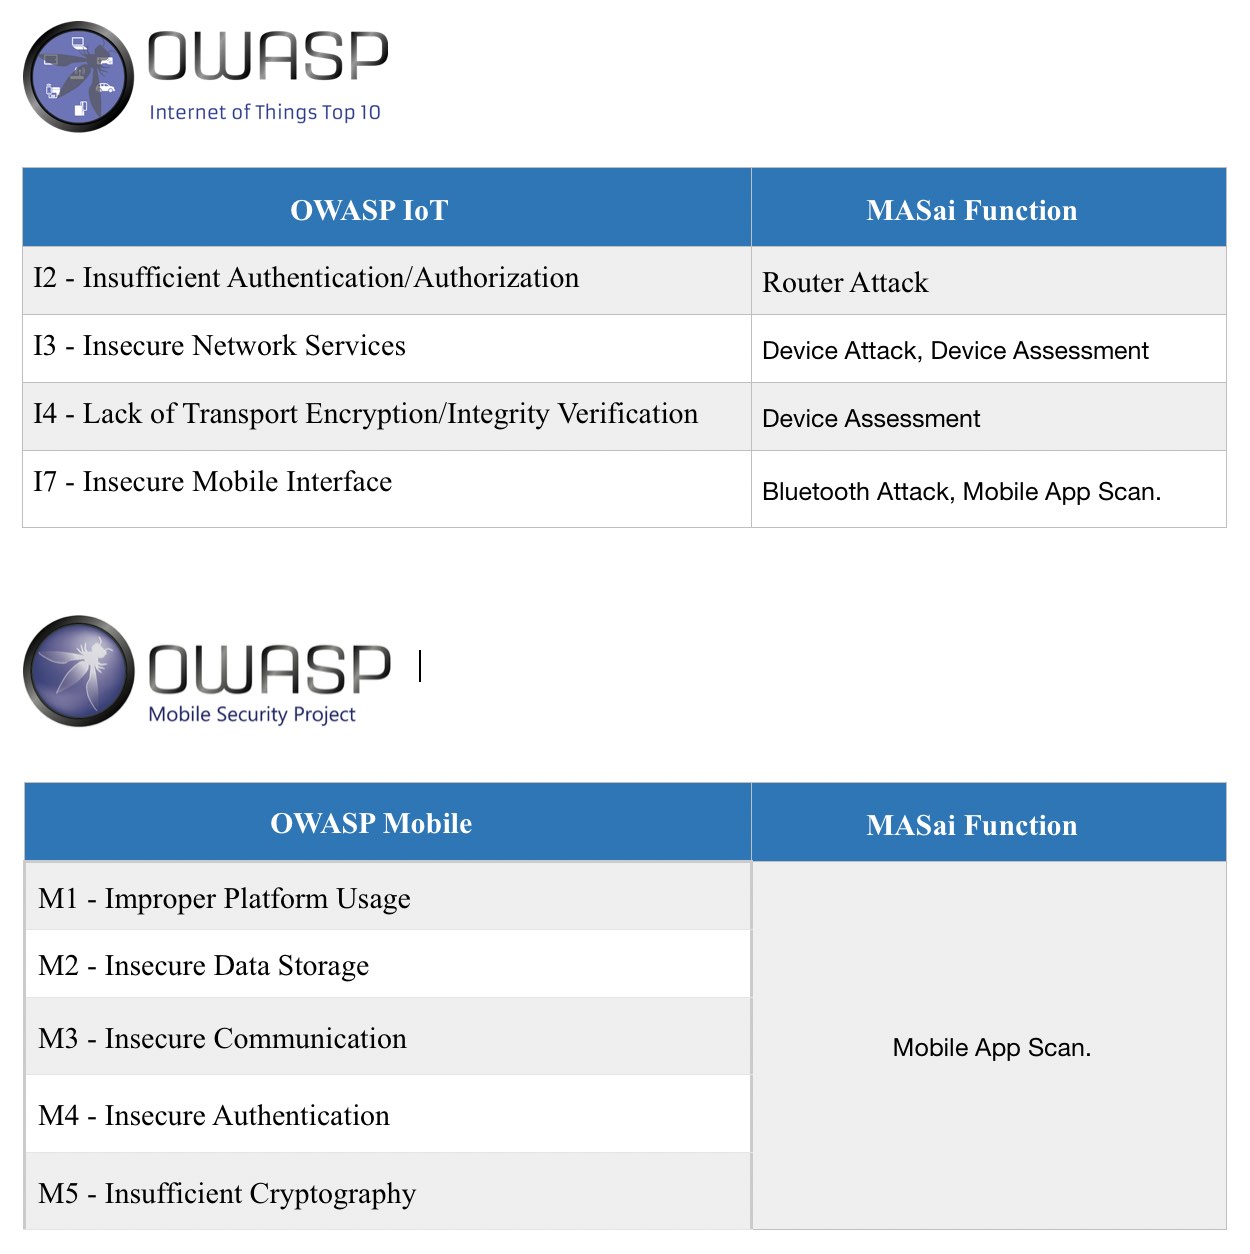 OWASP
Internet of Things Top 10
OWASP IoT MASai Function
I2 - Insufficient Authentication/Authorization Router Attack
I3 - Insecure Network Services Device Attack, Device Assessment
I4 - Lack of Transport Encryption/Integrity Verification Device Assessment
I7 - Insecure Mobile Interface Bluetooth Attack, Mobile App Scan.
OWASP
Mobile Security Project
OWASP Mobile MASai Function
M1 - Improper Platform Usage
M2 - Insecure Data Storage
M3 - Insecure Communication
Mobile App Scan.
M4 - Insecure Authentication
M5 - Insufficient Cryptography